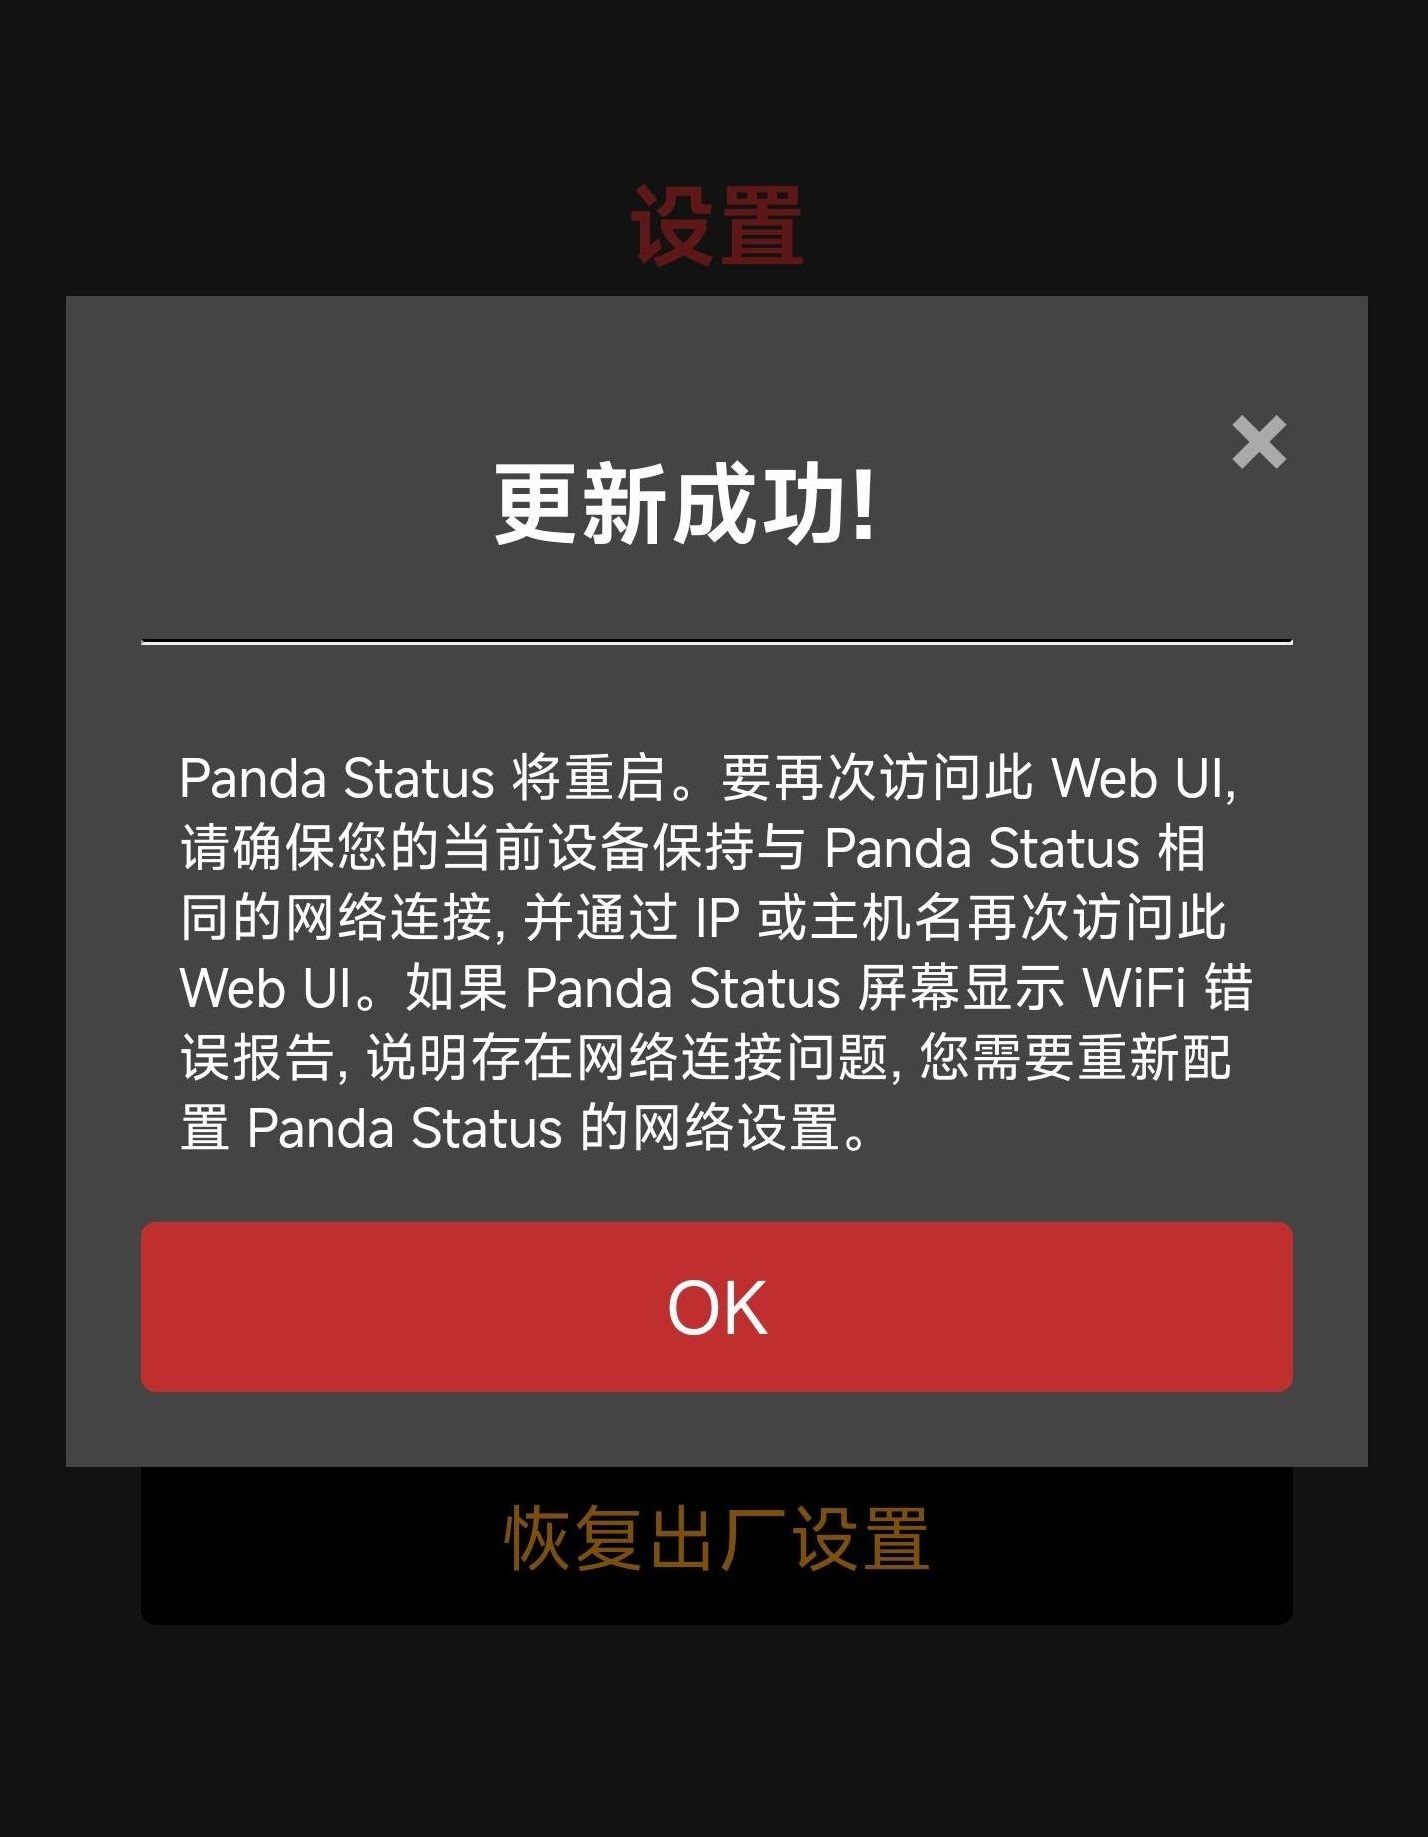 设置
更新成功!
Panda Status 将重启。要再次访问此 Web UI,
请确保您的当前设备保持与 Panda Status 相
同的网络连接, 并通过 IP 或主机名再次访问此
Web UI。如果 Panda Status 屏幕显示 WiFi 错
误报告, 说明存在网络连接问题, 您需要重新配
置 Panda Status 的网络设置。
OK
恢复出厂设置